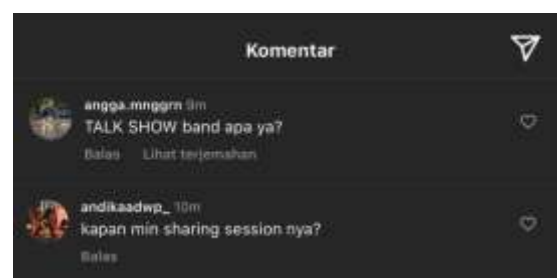 Komentar
angga.mnggrn 9m
TALK SHOW band apa ya?
Balas Lihat terjemahan
andikaadwp_ 10m
kapan min sharing session nya?
Balas